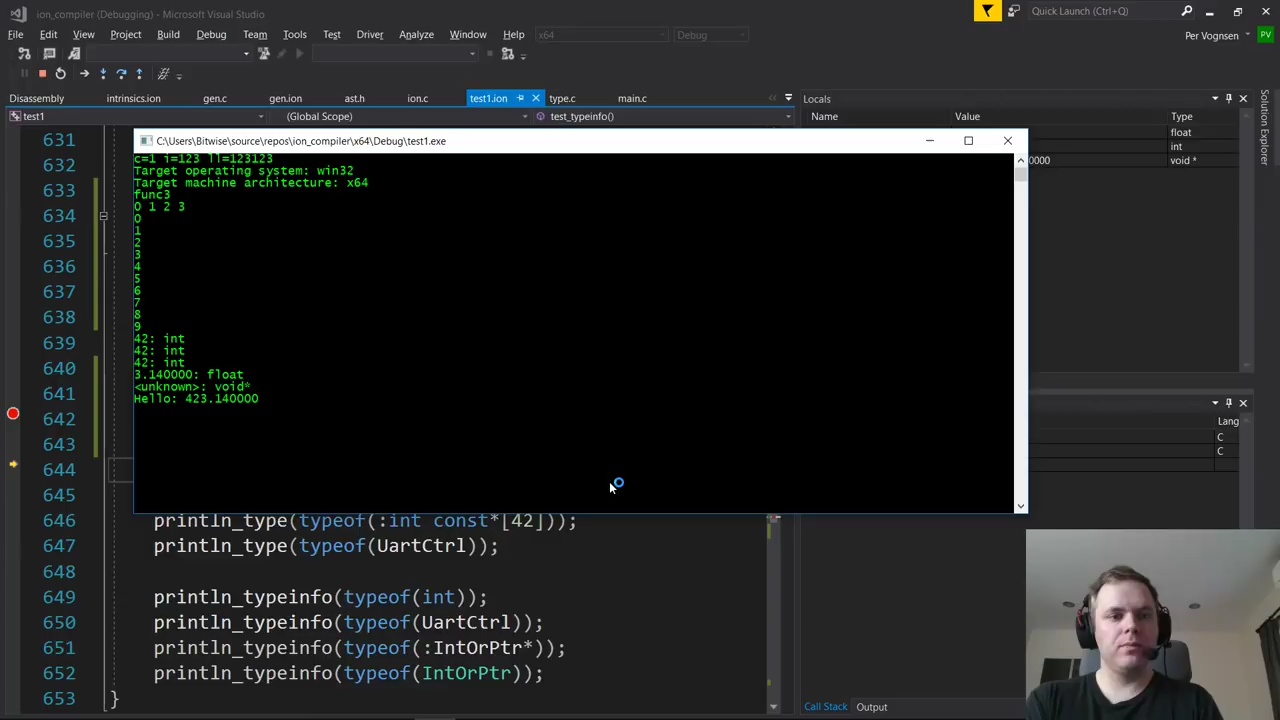 ion_compiler (Debugging) - Microsoft Visual Studio
Quick Launch (Ctrl+Q)
File Edit View Project Build Debug Team Tools Test Driver Analyze Window Help x64 Debug
Per Vognsen PV
Disassembly intrinsics.ion gen.c gen.ion ast.h ion.c test1.ion type.c main.c
test1 (Global Scope) test_typeinfo()
Locals
Name Value Type
float
int
0000 void *
Solution Explorer
C:\Users\Bitwise\source\repos\ion_compiler\x64\Debug\test1.exe
c=1 i=123 ll=123123
Target operating system: win32
Target machine architecture: x64
func3
0 1 2 3
0
1
2
3
4
5
6
7
8
9
42: int
42: int
42: int
3.140000: float
<unknown>: void*
Hello: 423.140000
631
632
633
634
635
636
637
638
639
640
641
642
643
644
645
646 println_type(typeof(:int const*[42]));
647 println_type(typeof(UartCtrl));
648
649 println_typeinfo(typeof(int));
650 println_typeinfo(typeof(UartCtrl));
651 println_typeinfo(typeof(:IntOrPtr*));
652 println_typeinfo(typeof(IntOrPtr));
653 }
Lang
C
C
Call Stack Output